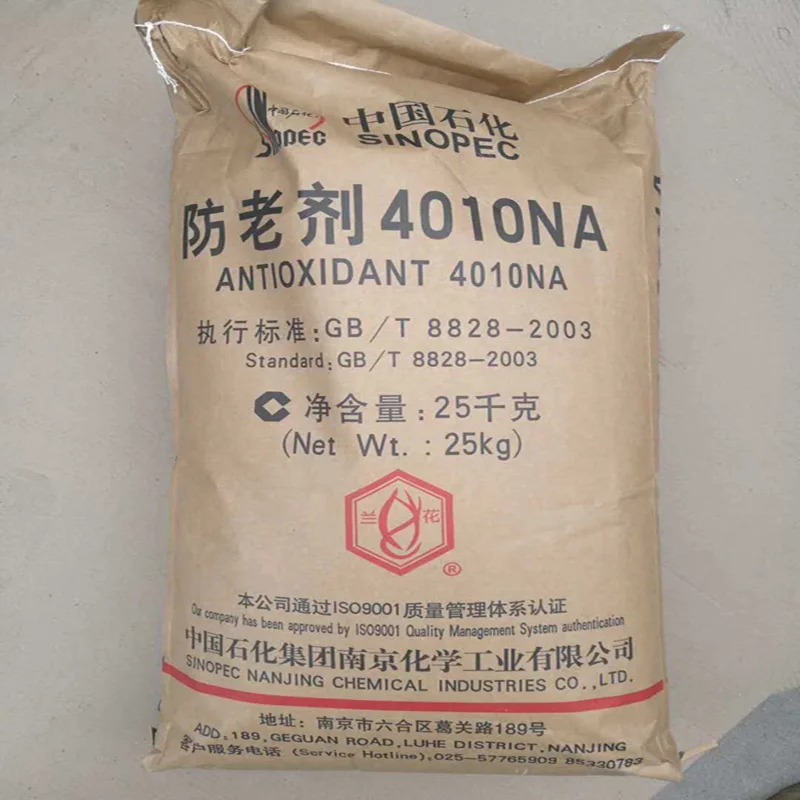 中国石化
SINOPEC
中国石化
SINOPEC
防老剂 4010NA
ANTIOXIDANT 4010NA
执行标准:GB/T 8828-2003
Standard:GB/T 8828-2003
C 净含量:25千克
(Net Wt.: 25kg)
兰 花
®
本公司通过ISO9001质量管理体系认证
Our company has been approved by ISO9001 Quality Management System authentication
中国石化集团南京化学工业有限公司
SINOPEC NANJING CHEMICAL INDUSTRIES CO.,LTD.
地址:南京市六合区葛关路189号
ADD:189,GEGUAN ROAD,LUHE DISTRICT,NANJING
客户服务电话 (Service Hotline),025-57765909 85330783